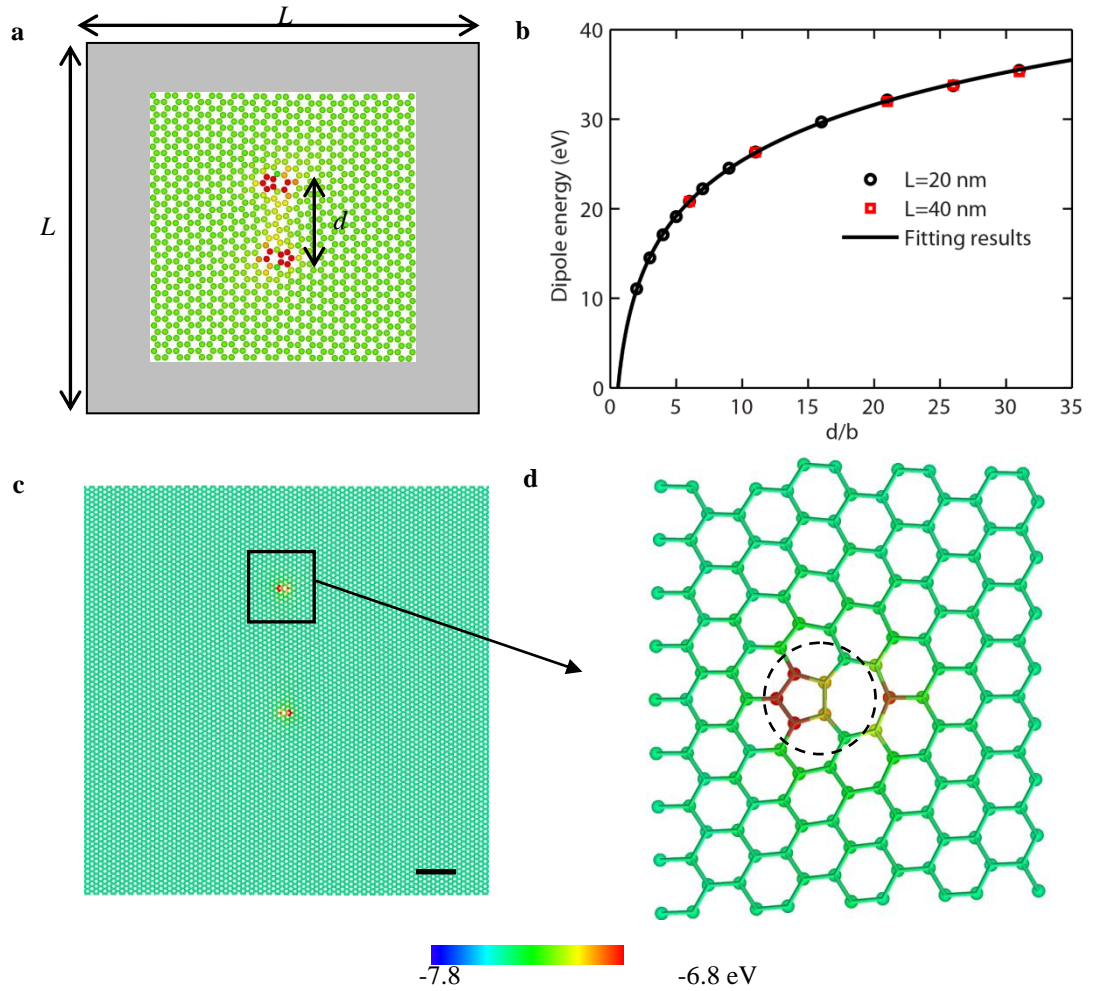 a
L
L
d
b
Dipole energy (eV)
40
30
20
10
0
0 5 10 15 20 25 30 35
d/b
L=20 nm
L=40 nm
Fitting results
c
d
-7.8 -6.8 eV